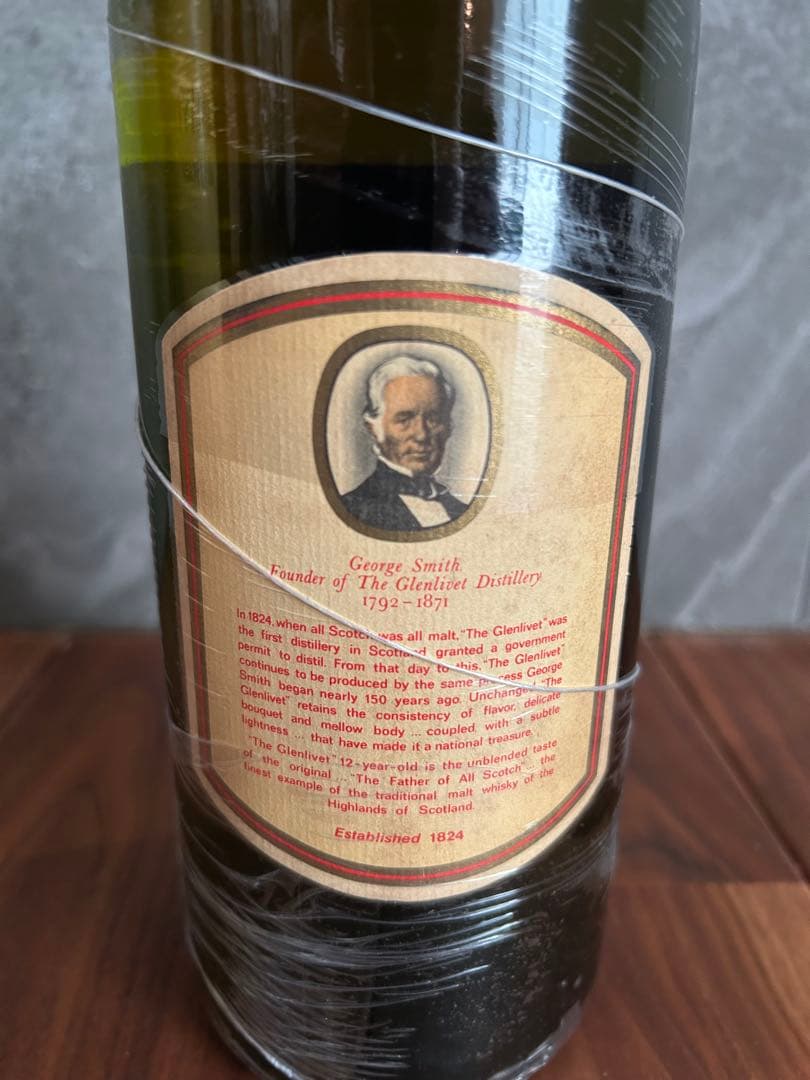 George Smith
Founder of The Glenlivet Distillery
1792–1871
In 1824, when all Scotch was all malt, "The Glenlivet" was
the first distillery in Scotland granted a government
permit to distil. From that day to this, "The Glenlivet"
continues to be produced by the same process George
Smith began nearly 150 years ago. Unchanged "The
Glenlivet" retains the consistency of flavor, delicate
bouquet and mellow body ... coupled with a subtle
lightness ... that have made it a national treasure.
"The Glenlivet" 12-year-old is the unblended taste
of the original ... "The Father of All Scotch" ... the
finest example of the traditional malt whisky of the
Highlands of Scotland.
Established 1824